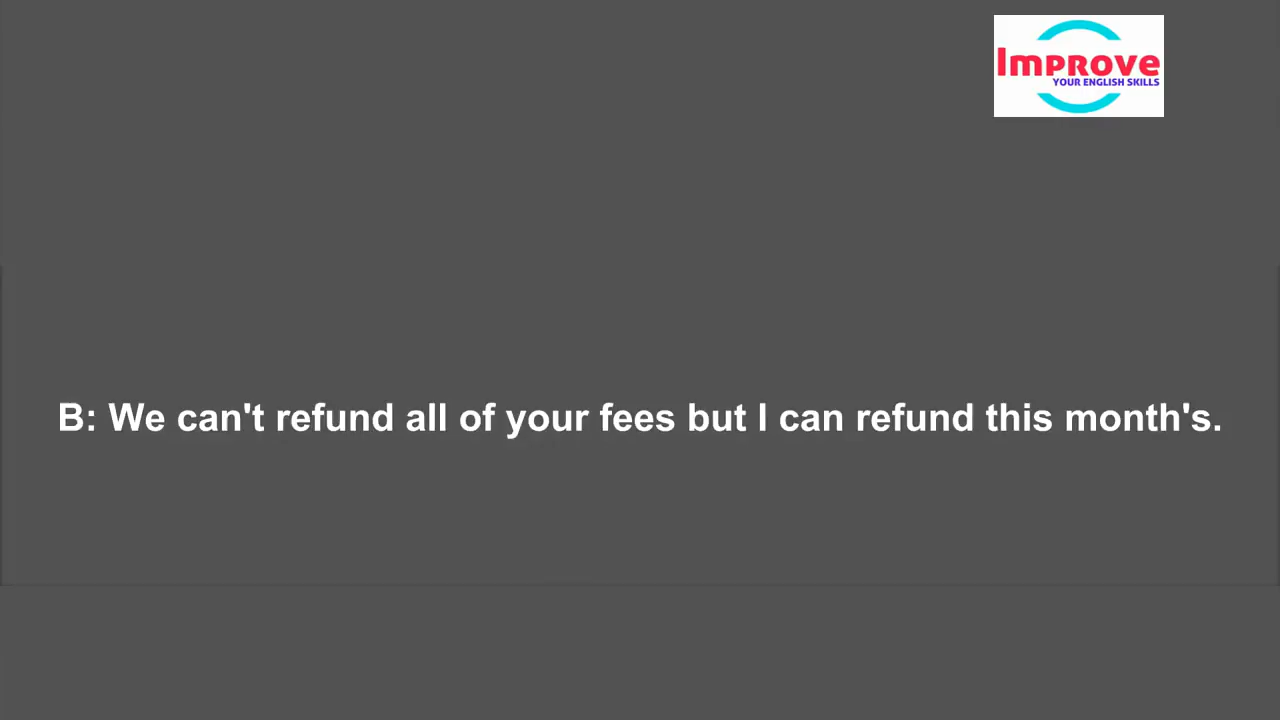 Improve
YOUR ENGLISH SKILLS
B: We can't refund all of your fees but I can refund this month's.